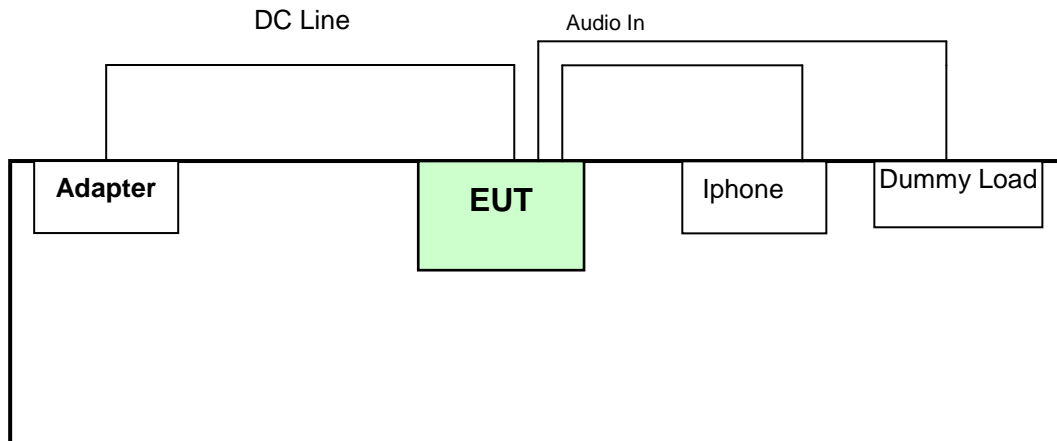 DC Line
Audio In
Adapter
EUT
Iphone
Dummy Load